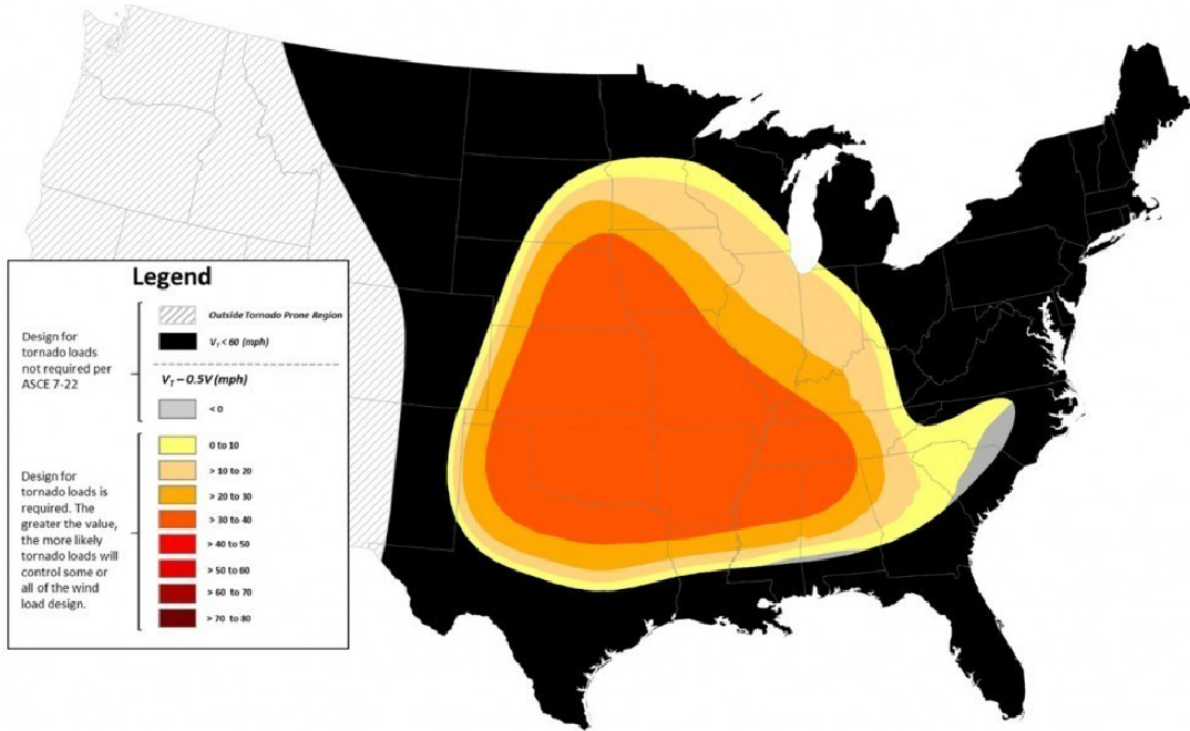 Legend
Design for
tornado loads
not required per
ASCE 7-22
Outside Tornado Prone Region
V_T < 60 (mph)
V_T – 0.5V (mph)
< 0
Design for
tornado loads is
required. The
greater the value,
the more likely
tornado loads will
control some or
all of the wind
load design.
0 to 10
> 10 to 20
> 20 to 30
> 30 to 40
> 40 to 50
> 50 to 60
> 60 to 70
> 70 to 80